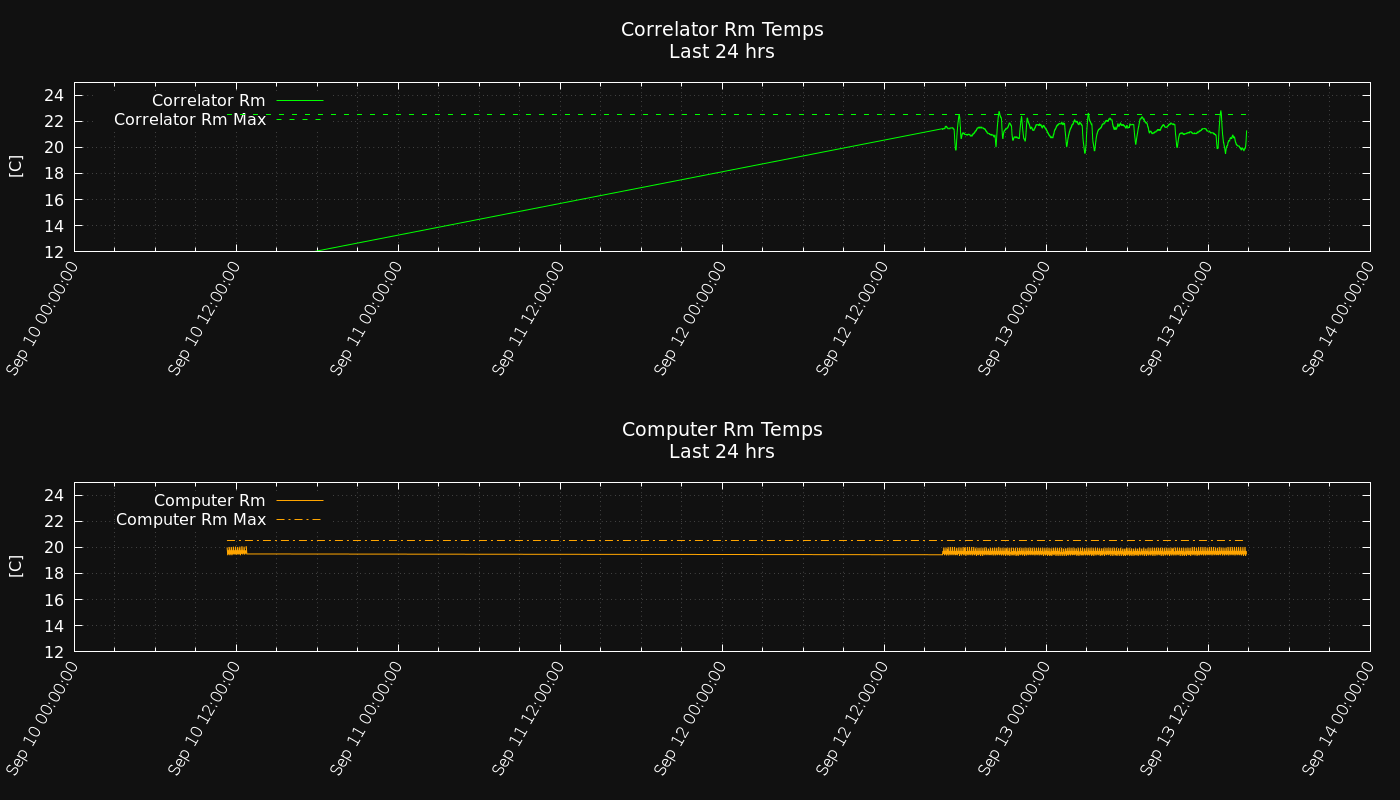 Correlator Rm Temps
Last 24 hrs
Correlator Rm
Correlator Rm Max
[C]
24
22
20
18
16
14
12
Sep 10 00:00:00
Sep 10 12:00:00
Sep 11 00:00:00
Sep 11 12:00:00
Sep 12 00:00:00
Sep 12 12:00:00
Sep 13 00:00:00
Sep 13 12:00:00
Sep 14 00:00:00
Computer Rm Temps
Last 24 hrs
Computer Rm
Computer Rm Max
[C]
24
22
20
18
16
14
12
Sep 10 00:00:00
Sep 10 12:00:00
Sep 11 00:00:00
Sep 11 12:00:00
Sep 12 00:00:00
Sep 12 12:00:00
Sep 13 00:00:00
Sep 13 12:00:00
Sep 14 00:00:00